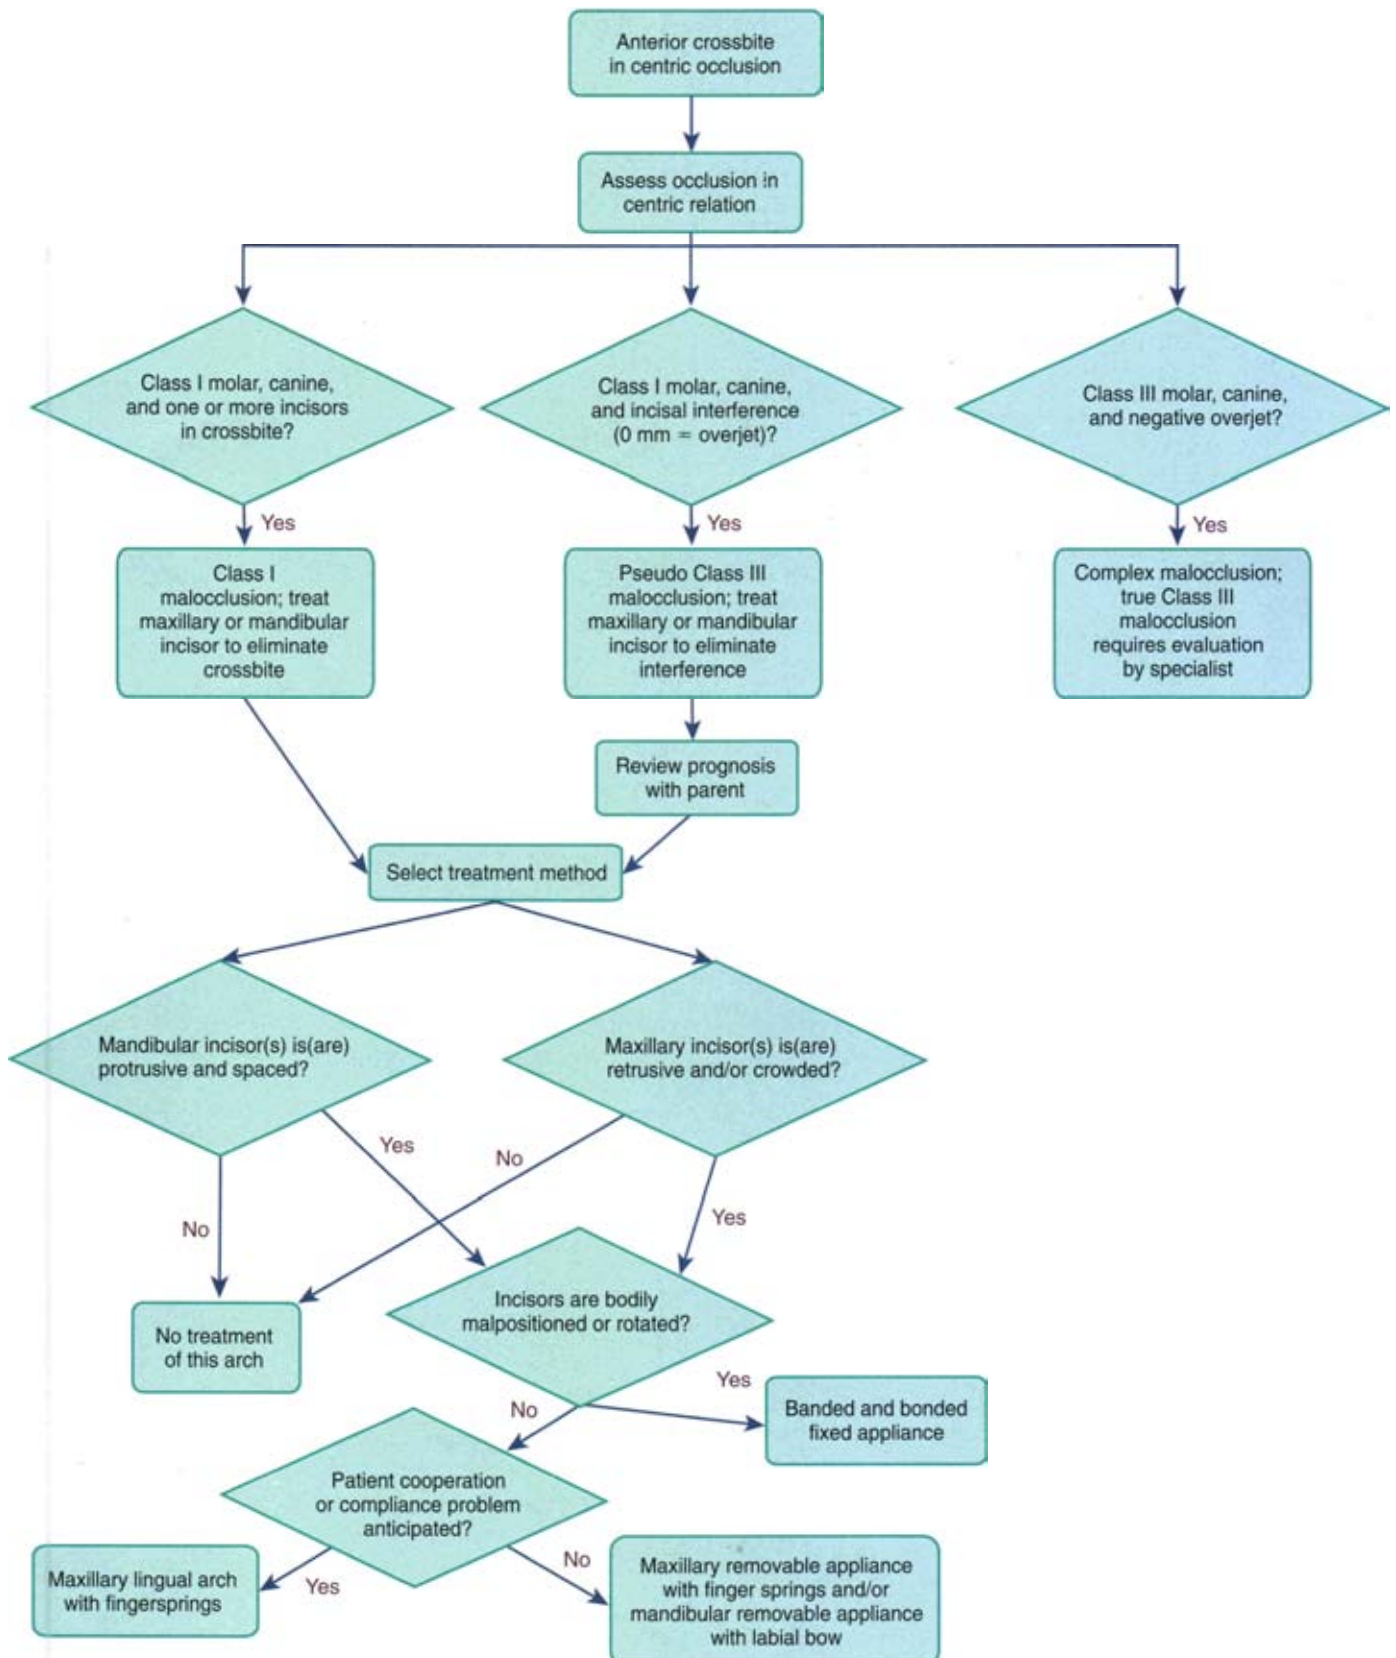 Anterior crossbite
in centric occlusion
Assess occlusion in
centric relation
Class I molar, canine,
and one or more incisors
in crossbite?
Class I molar, canine,
and incisal interference
(0 mm = overjet)?
Class III molar, canine,
and negative overjet?
Yes
Yes
Yes
Class I
malocclusion; treat
maxillary or mandibular
incisor to eliminate
crossbite
Pseudo Class III
malocclusion; treat
maxillary or mandibular
incisor to eliminate
interference
Complex malocclusion;
true Class III
malocclusion
requires evaluation
by specialist
Review prognosis
with parent
Select treatment method
Mandibular incisor(s) is(are)
protrusive and spaced?
Maxillary incisor(s) is(are)
retrusive and/or crowded?
Yes
No
No
Yes
Incisors are bodily
malpositioned or rotated?
No treatment
of this arch
Yes
No
Banded and bonded
fixed appliance
Patient cooperation
or compliance problem
anticipated?
Yes
No
Maxillary lingual arch
with fingersprings
Maxillary removable appliance
with finger springs and/or
mandibular removable appliance
with labial bow